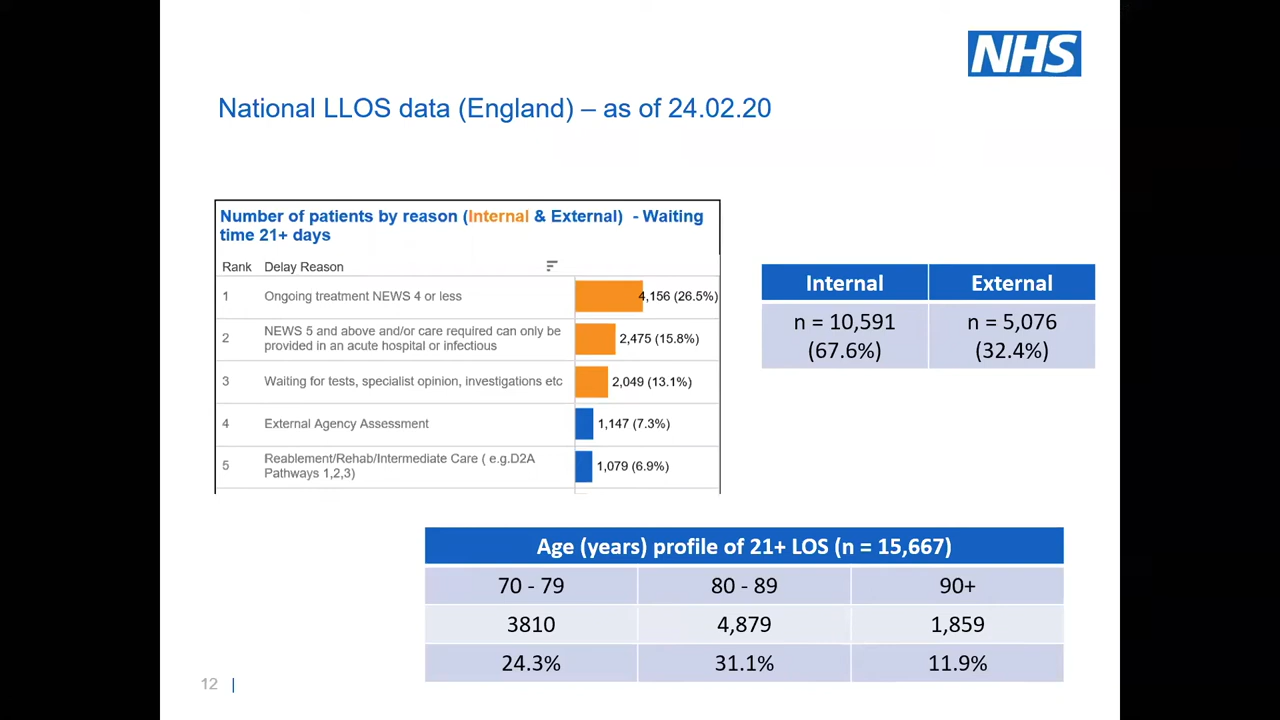 NHS
National LLOS data (England) – as of 24.02.20
Number of patients by reason (Internal & External)  - Waiting
time 21+ days
Rank Delay Reason
1 Ongoing treatment NEWS 4 or less 4,156 (26.5%)
2 NEWS 5 and above and/or care required can only be
provided in an acute hospital or infectious 2,475 (15.8%)
3 Waiting for tests, specialist opinion, investigations etc 2,049 (13.1%)
4 External Agency Assessment 1,147 (7.3%)
5 Reablement/Rehab/Intermediate Care ( e.g.D2A
Pathways 1,2,3) 1,079 (6.9%)
Internal External
n = 10,591 n = 5,076
(67.6%) (32.4%)
Age (years) profile of 21+ LOS (n = 15,667)
70 - 79 80 - 89 90+
3810 4,879 1,859
24.3% 31.1% 11.9%
12 |